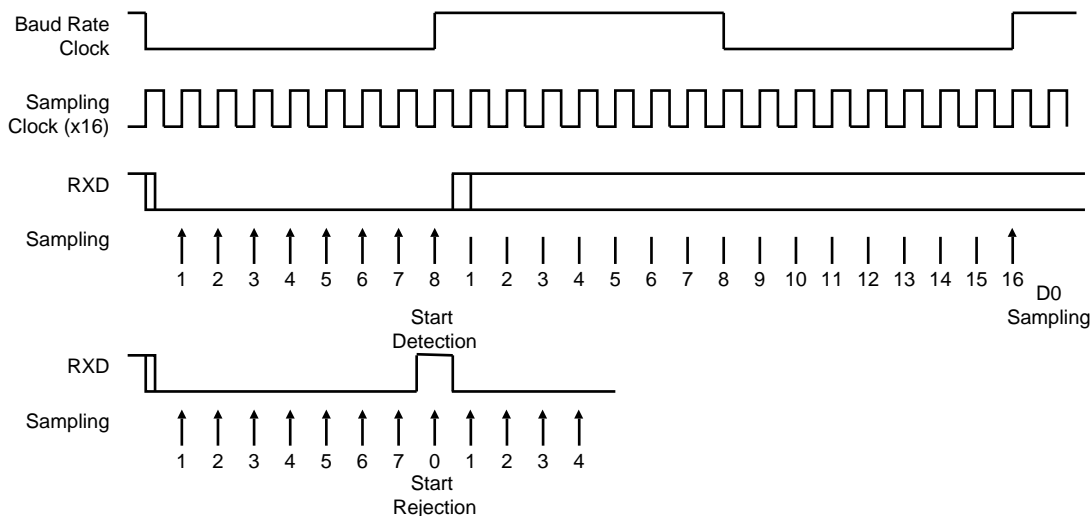 Baud Rate
Clock
Sampling
Clock (x16)
RXD
Sampling
1 2 3 4 5 6 7 8 1 2 3 4 5 6 7 8 9 10 11 12 13 14 15 16
D0
Sampling
Start
Detection
RXD
Sampling
1 2 3 4 5 6 7 0 1 2 3 4
Start
Rejection